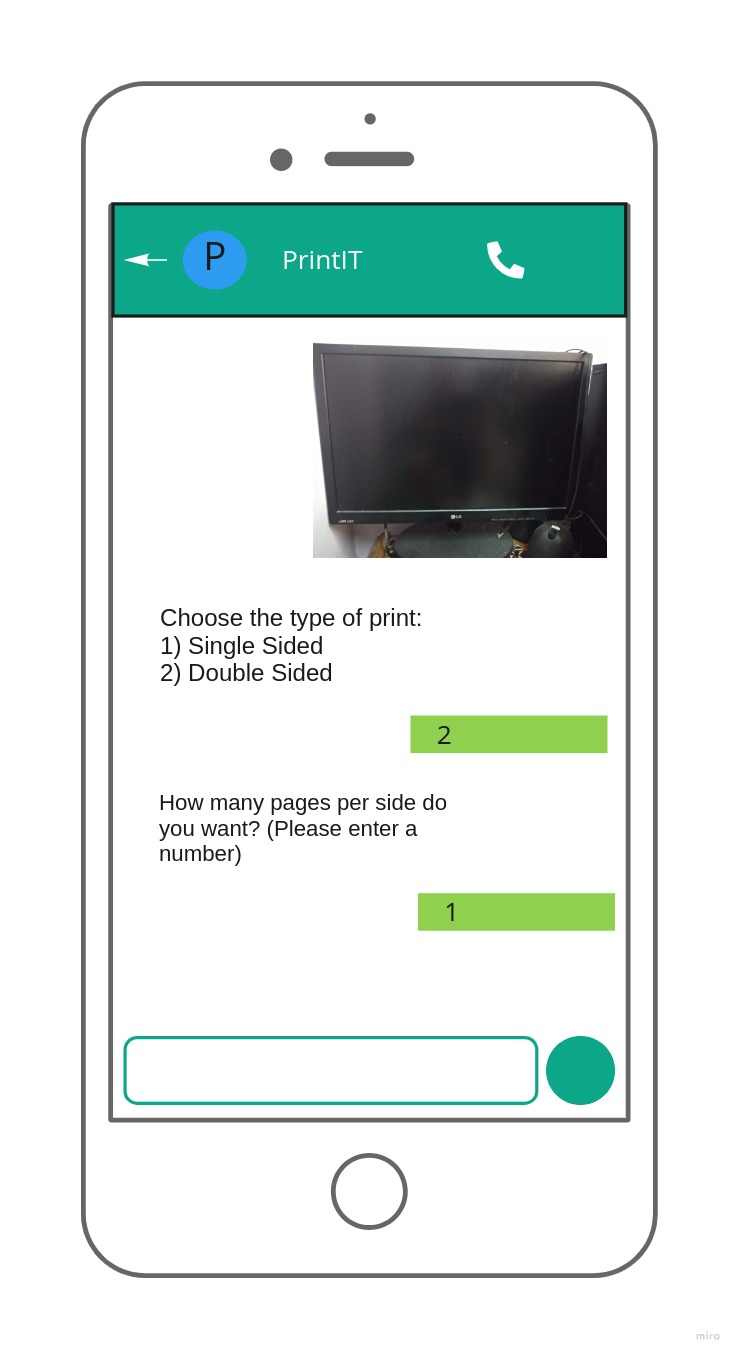 P
PrintIT
LG
Choose the type of print:
1) Single Sided
2) Double Sided
2
How many pages per side do
you want? (Please enter a
number)
1
miro